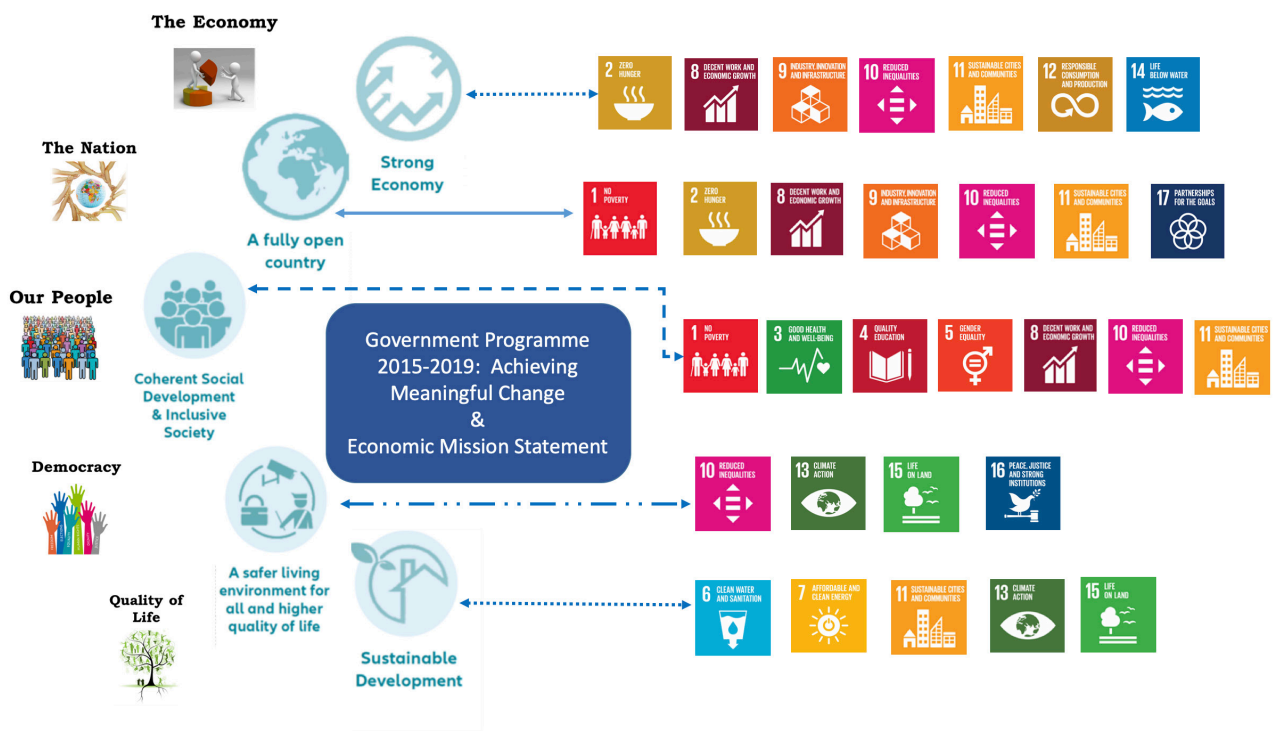 The Economy
Strong
Economy
2 ZERO
HUNGER
8 DECENT WORK AND
ECONOMIC GROWTH
9 INDUSTRY, INNOVATION
AND INFRASTRUCTURE
10 REDUCED
INEQUALITIES
11 SUSTAINABLE CITIES
AND COMMUNITIES
12 RESPONSIBLE
CONSUMPTION
AND PRODUCTION
14 LIFE
BELOW WATER
The Nation
A fully open
country
1 NO
POVERTY
2 ZERO
HUNGER
8 DECENT WORK AND
ECONOMIC GROWTH
9 INDUSTRY, INNOVATION
AND INFRASTRUCTURE
10 REDUCED
INEQUALITIES
11 SUSTAINABLE CITIES
AND COMMUNITIES
17 PARTNERSHIPS
FOR THE GOALS
Our People
Coherent Social
Development
& Inclusive
Society
Government Programme
2015-2019: Achieving
Meaningful Change
&
Economic Mission Statement
1 NO
POVERTY
3 GOOD HEALTH
AND WELL-BEING
4 QUALITY
EDUCATION
5 GENDER
EQUALITY
8 DECENT WORK AND
ECONOMIC GROWTH
10 REDUCED
INEQUALITIES
11 SUSTAINABLE CITIES
AND COMMUNITIES
Democracy
A safer living
environment for
all and higher
quality of life
10 REDUCED
INEQUALITIES
13 CLIMATE
ACTION
15 LIFE
ON LAND
16 PEACE, JUSTICE
AND STRONG
INSTITUTIONS
Quality of
Life
Sustainable
Development
6 CLEAN WATER
AND SANITATION
7 AFFORDABLE AND
CLEAN ENERGY
11 SUSTAINABLE CITIES
AND COMMUNITIES
13 CLIMATE
ACTION
15 LIFE
ON LAND